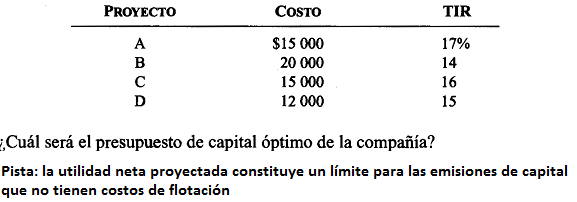 PROYECTO COSTO TIR
A $15 000 17%
B 20 000 14
C 15 000 16
D 12 000 15
¿Cuál será el presupuesto de capital óptimo de la compañía?
Pista: la utilidad neta proyectada constituye un límite para las emisiones de capital
que no tienen costos de flotación